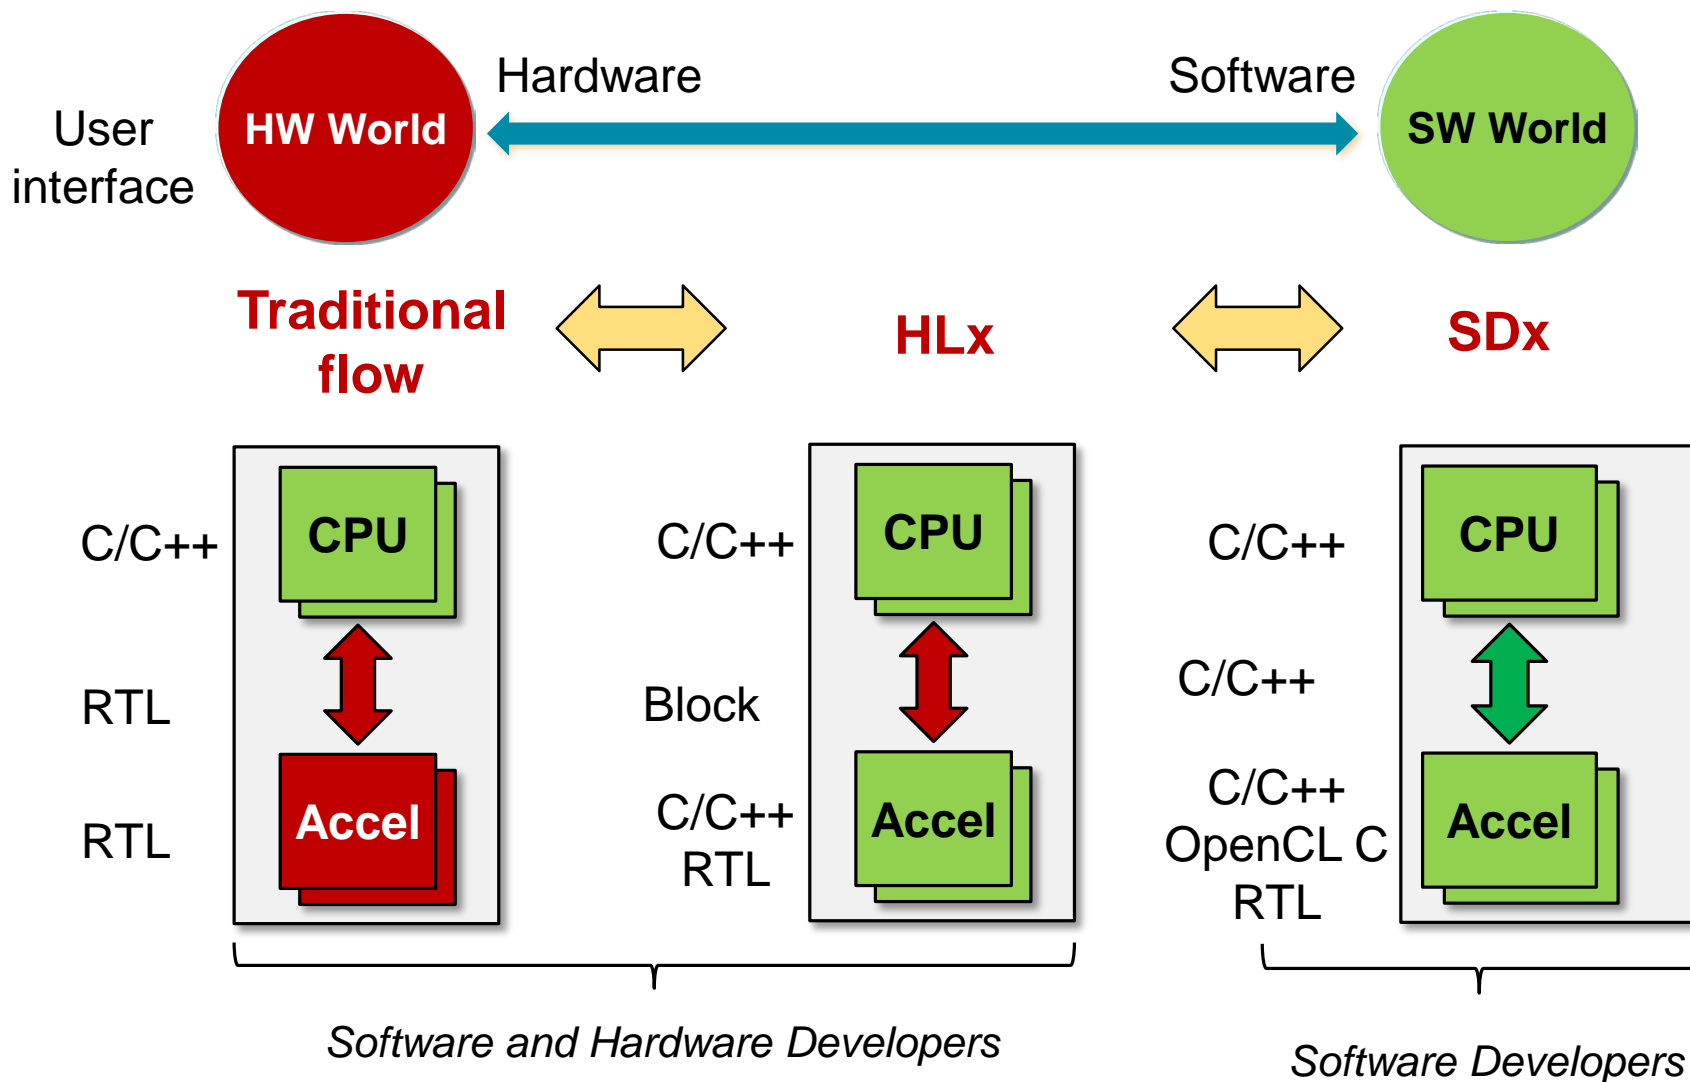 Hardware
Software
User
interface
HW World
SW World
Traditional
flow
HLx
SDx
C/C++
CPU
C/C++
CPU
C/C++
CPU
RTL
Block
C/C++
RTL
Accel
C/C++
RTL
Accel
C/C++
OpenCL C
RTL
Accel
Software and Hardware Developers
Software Developers